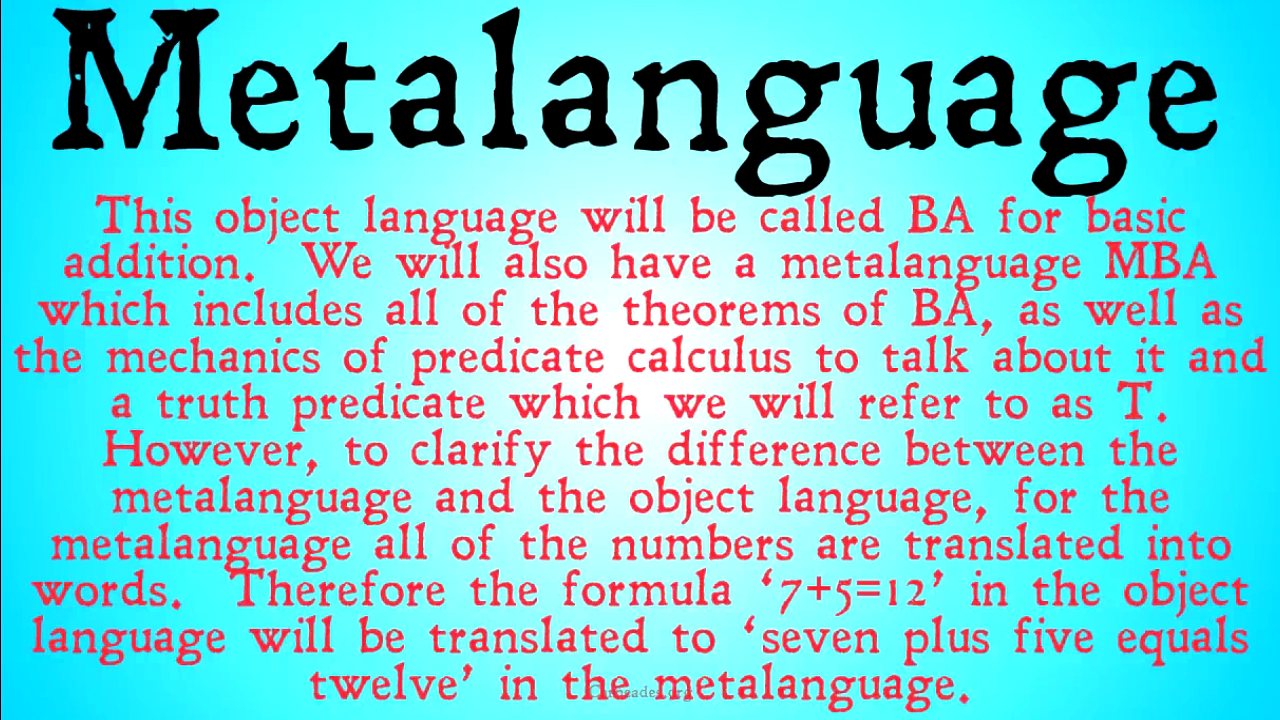 Metalanguage
This object language will be called BA for basic
addition. We will also have a metalanguage MBA
which includes all of the theorems of BA, as well as
the mechanics of predicate calculus to talk about it and
a truth predicate which we will refer to as T.
However, to clarify the difference between the
metalanguage and the object language, for the
metalanguage all of the numbers are translated into
words. Therefore the formula ‘7+5=12’ in the object
language will be translated to ‘seven plus five equals
twelve’ in the metalanguage.